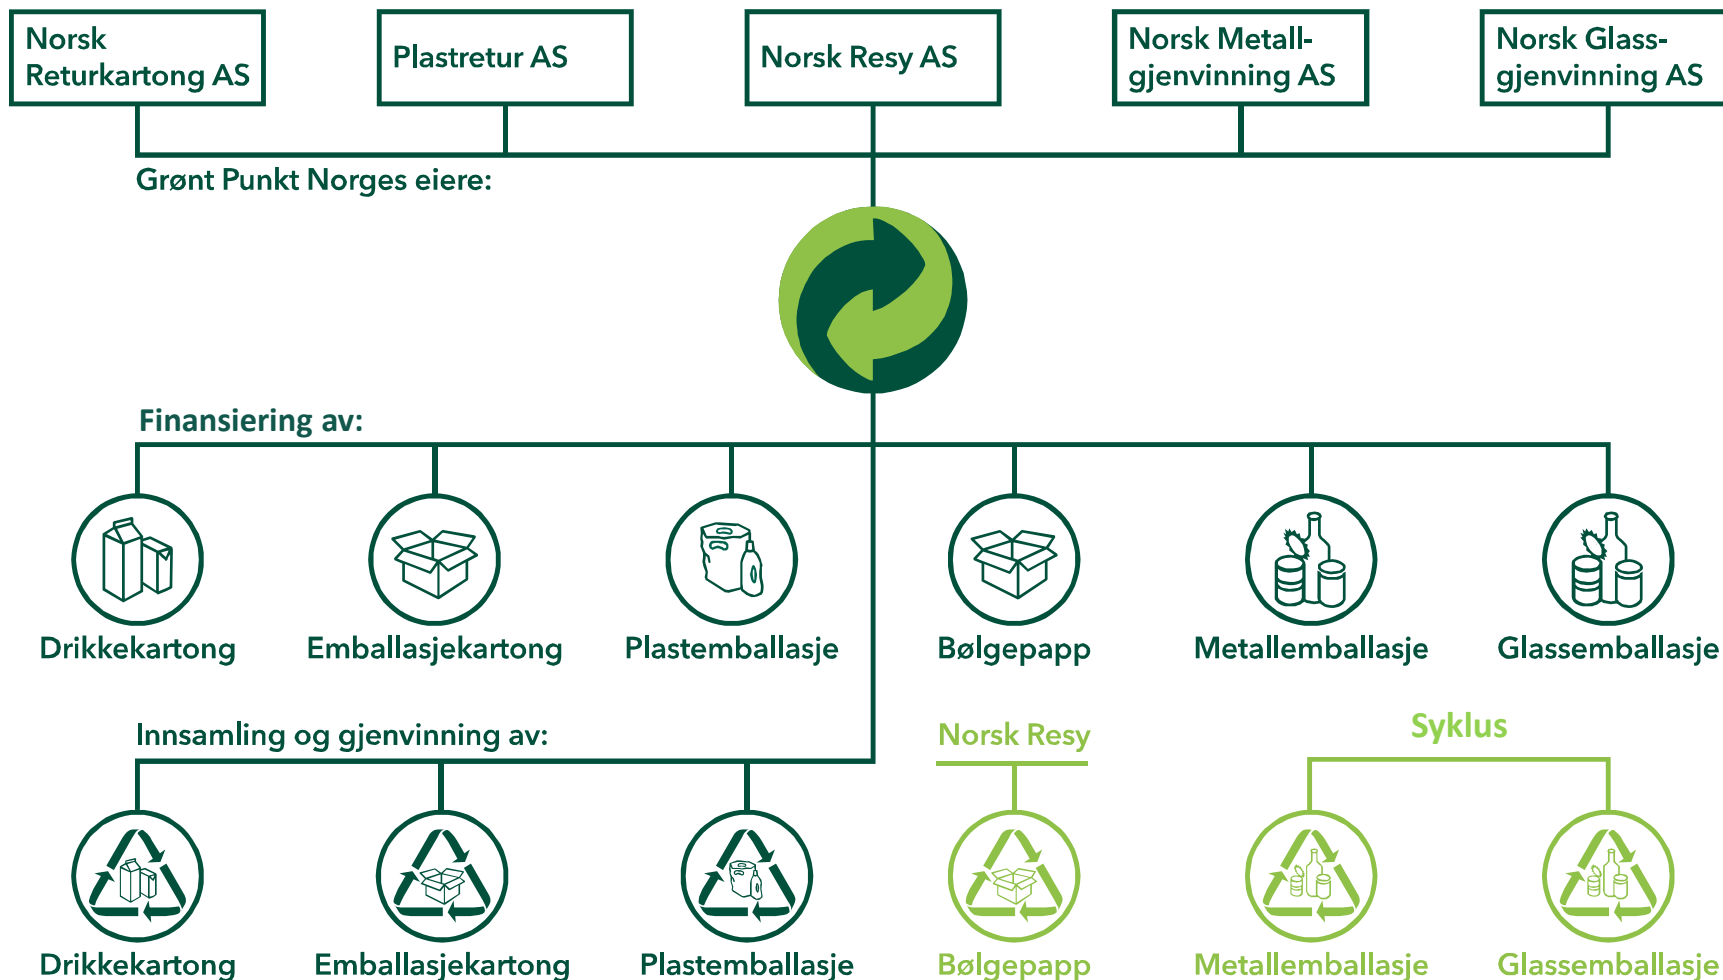 Norsk
Returkartong AS
Plastretur AS
Norsk Resy AS
Norsk Metall-
gjenvinning AS
Norsk Glass-
gjenvinning AS
Grønt Punkt Norges eiere:
Finansiering av:
Drikkekartong
Emballasjekartong
Plastemballasje
Bølgepapp
Metallemballasje
Glassemballasje
Innsamling og gjenvinning av:
Norsk Resy
Syklus
Drikkekartong
Emballasjekartong
Plastemballasje
Bølgepapp
Metallemballasje
Glassemballasje